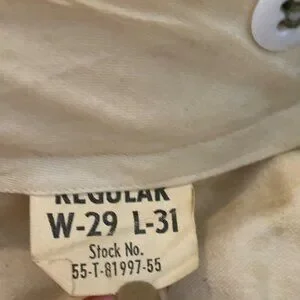 REGULAR
W-29 L-31
Stock No.
55-T-81997-55